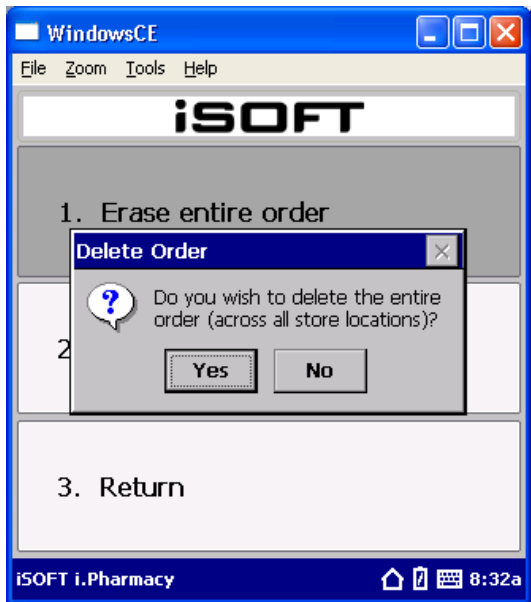 WindowsCE
File Zoom Tools Help
iSOFT
1. Erase entire order
Delete Order
Do you wish to delete the entire
order (across all store locations)?
Yes No
2
3. Return
iSOFT i.Pharmacy 8:32a